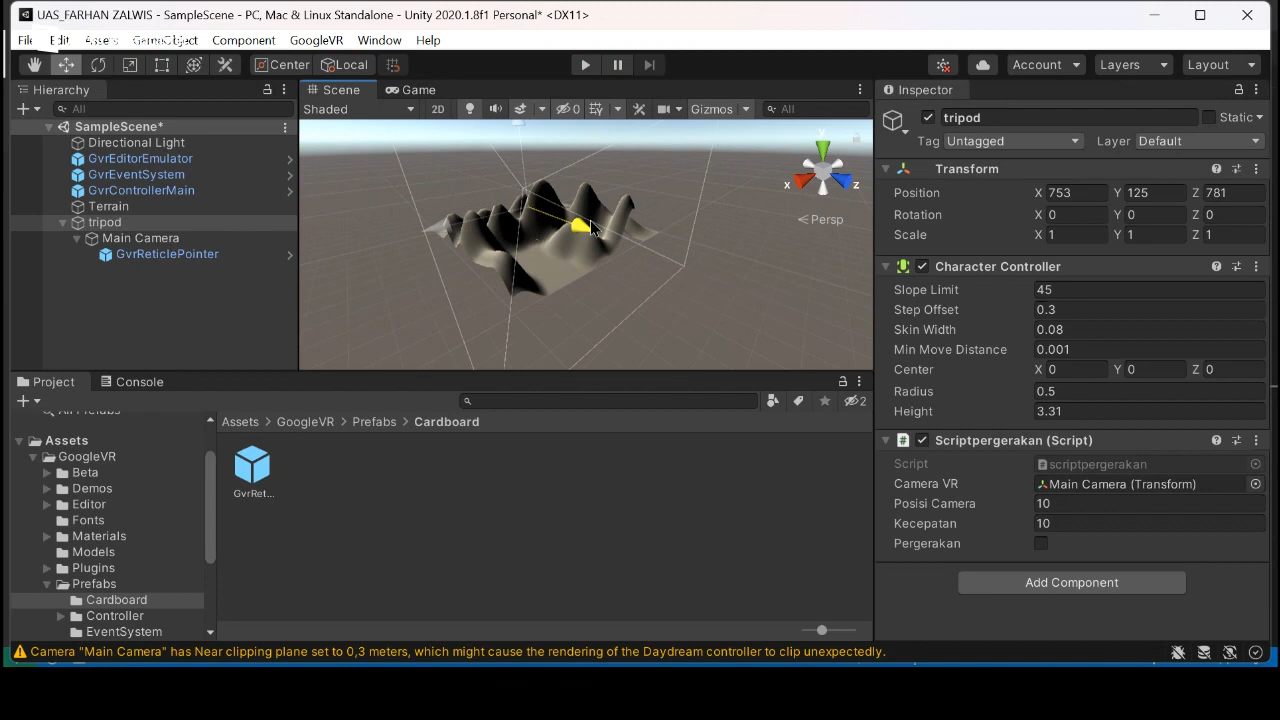 UAS_FARHAN ZALWIS - SampleScene - PC, Mac & Linux Standalone - Unity 2020.1.8f1 Personal* <DX11>
File Edit Assets GameObject Component GoogleVR Window Help
Center Local Account Layers Layout
Hierarchy
All
SampleScene*
Directional Light
GvrEditorEmulator
GvrEventSystem
GvrControllerMain
Terrain
tripod
Main Camera
GvrReticlePointer
Scene Game
Shaded 2D 0 Gizmos All
y
x z
Persp
Inspector
tripod Static
Tag Untagged Layer Default
Transform
Position X 753 Y 125 Z 781
Rotation X 0 Y 0 Z 0
Scale X 1 Y 1 Z 1
Character Controller
Slope Limit 45
Step Offset 0.3
Skin Width 0.08
Min Move Distance 0.001
Center X 0 Y 0 Z 0
Radius 0.5
Height 3.31
# Scriptpergerakan (Script)
Script scriptpergerakan
Camera VR Main Camera (Transform)
Posisi Camera 10
Kecepatan 10
Pergerakan
Add Component
Project Console
2
All Prefabs
Assets
GoogleVR
Beta
Demos
Editor
Fonts
Materials
Models
Plugins
Prefabs
Cardboard
Controller
EventSystem
Assets > GoogleVR > Prefabs > Cardboard
GvrRet...
Camera "Main Camera" has Near clipping plane set to 0,3 meters, which might cause the rendering of the Daydream controller to clip unexpectedly.